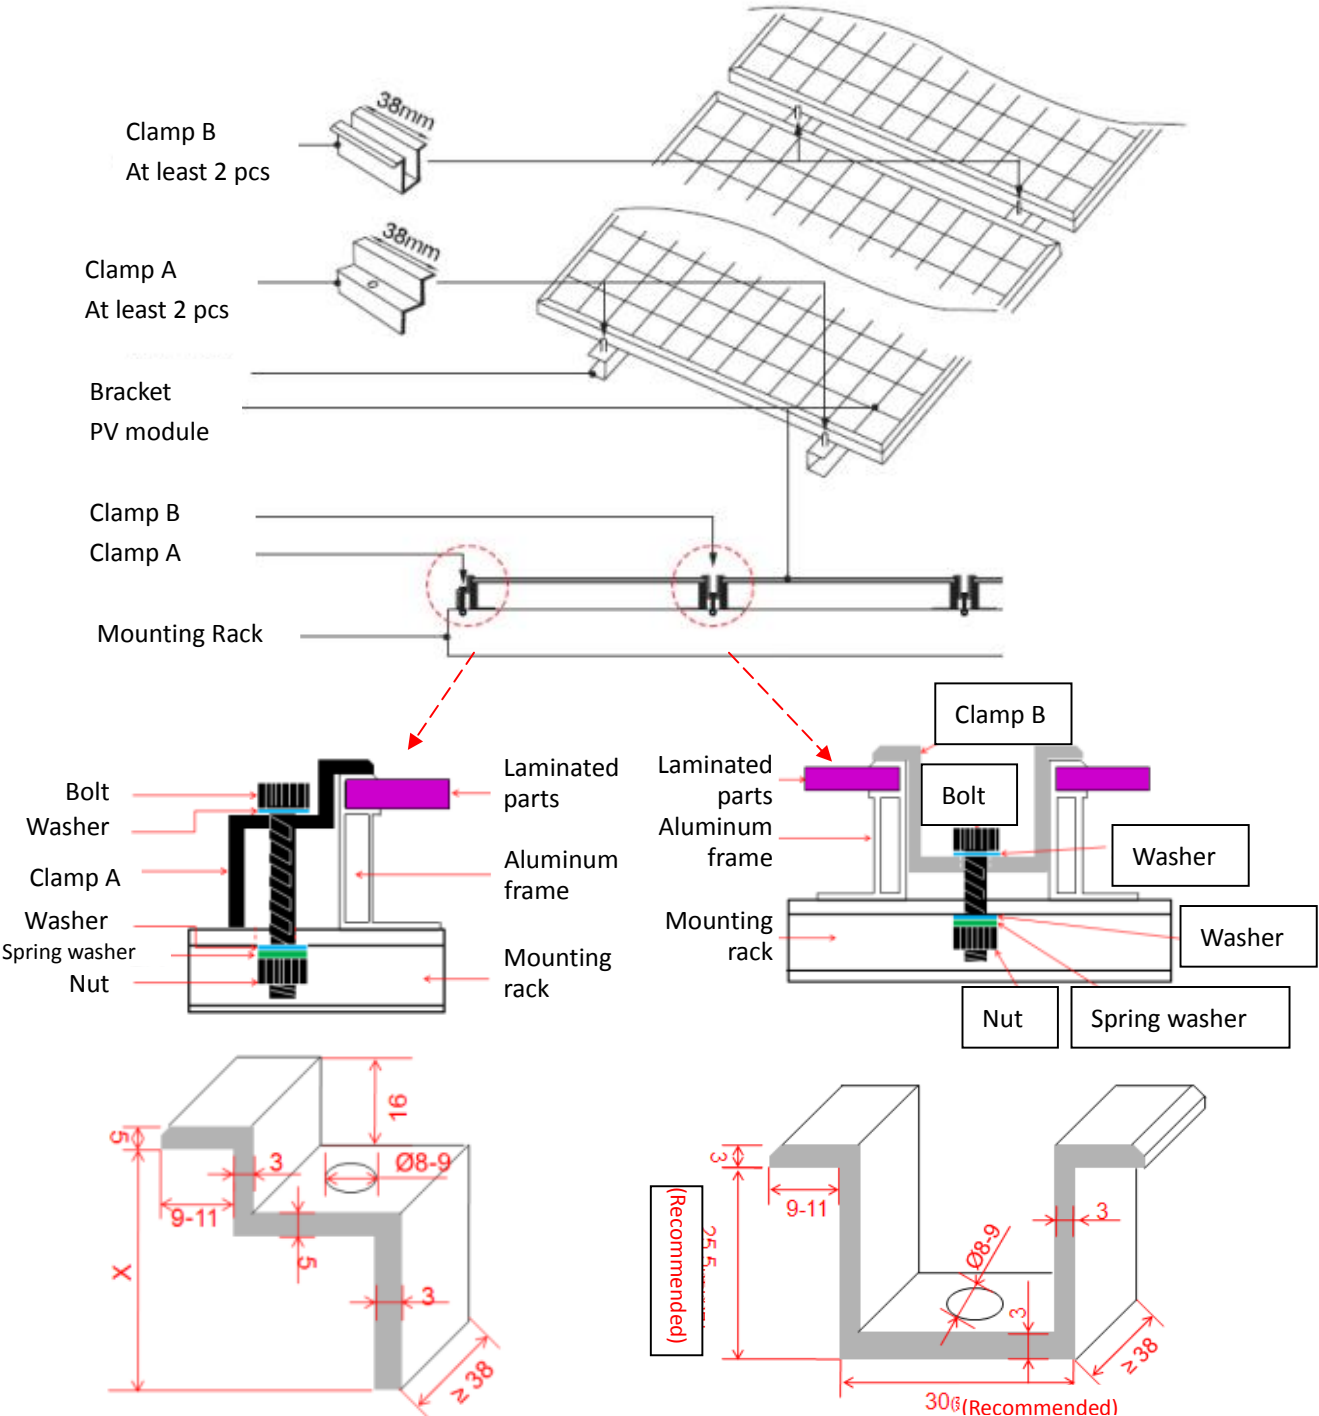 38mm
Clamp B
At least 2 pcs
38mm
Clamp A
At least 2 pcs
Bracket
PV module
Clamp B
Clamp A
Mounting Rack
Bolt
Washer
Clamp A
Washer
Spring washer
Nut
Laminated
parts
Aluminum
frame
Mounting
rack
Clamp B
Laminated
parts
Bolt
Aluminum
frame
Washer
Mounting
rack
Washer
Nut
Spring washer
16
5
3
Ø8-9
9-11
5
X
3
≥ 38
3
9-11
3
25.5
(Recommended)
Ø8-9
3
≥ 38
30
(Recommended)